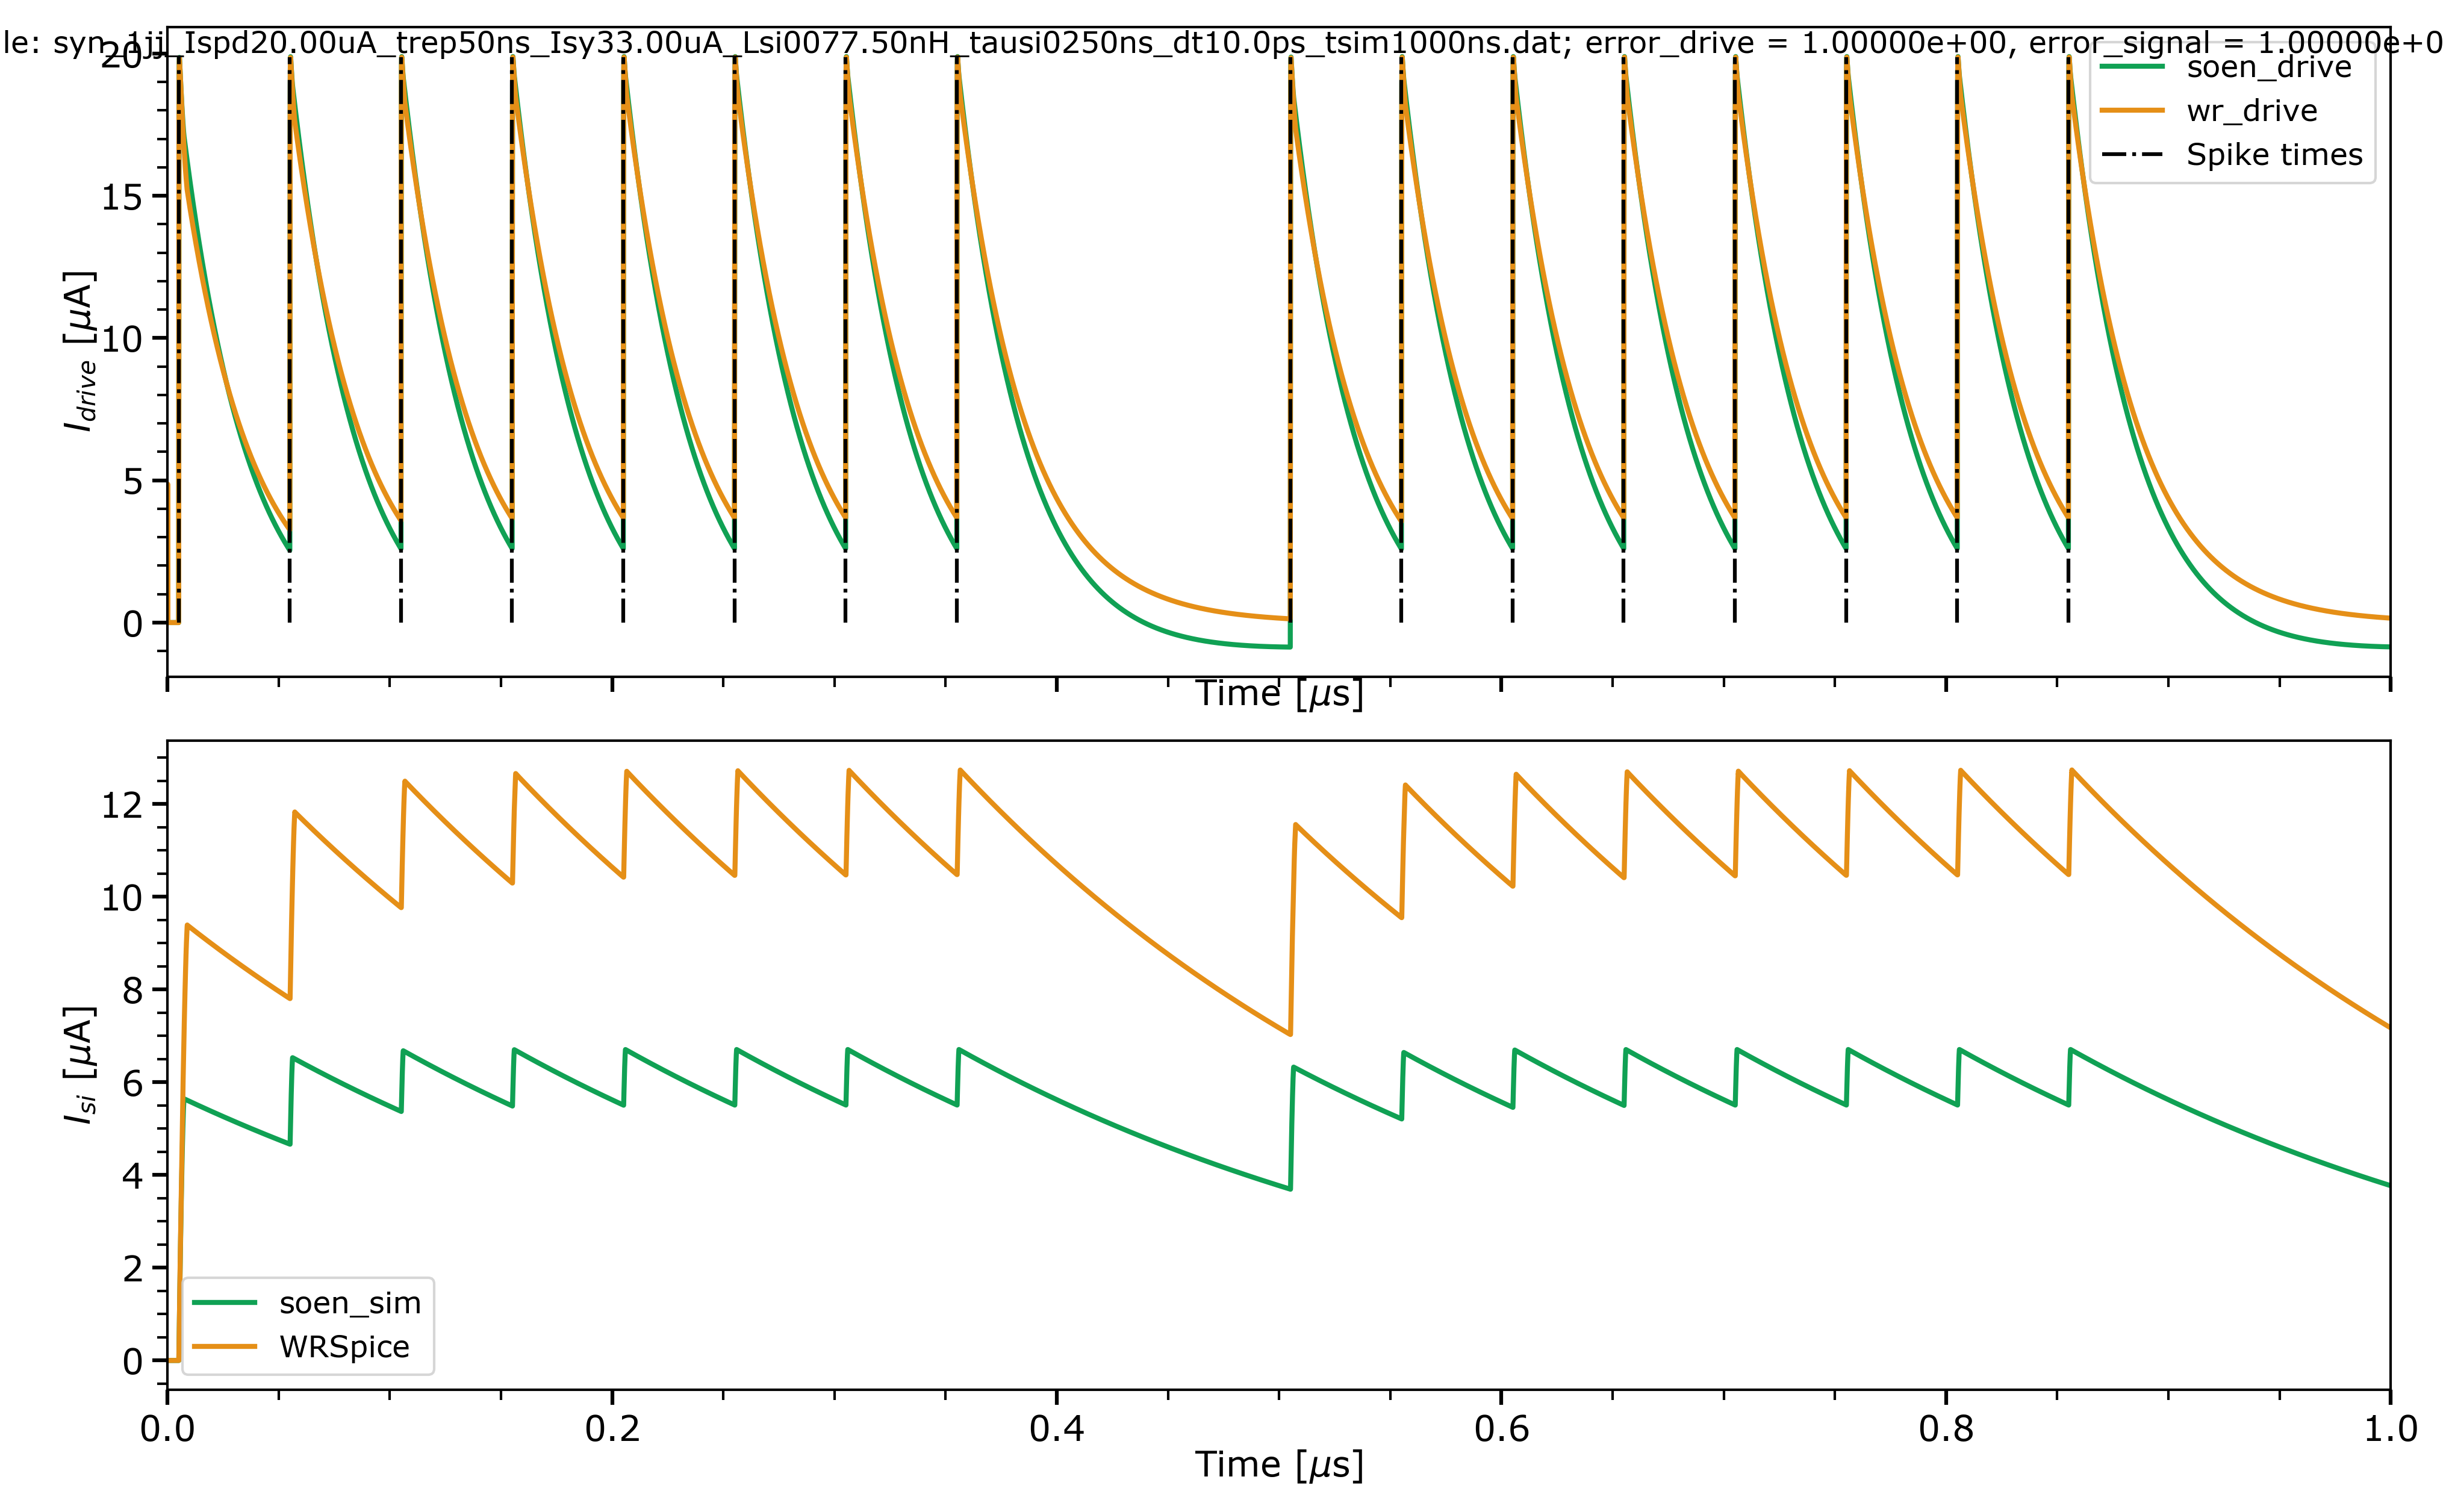 le: syn_1jj_Ispd20.00uA_trep50ns_Isy33.00uA_Lsi0077.50nH_tausi0250ns_dt10.0ps_tsim1000ns.dat; error_drive = 1.00000e+00, error_signal = 1.00000e+0
soen_drive
wr_drive
Spike times
20
15
10
5
0
I_drive [μA]
Time [μs]
12
10
8
6
4
2
0
I_si [μA]
soen_sim
WRSpice
0.0 0.2 0.4 0.6 0.8 1.0
Time [μs]